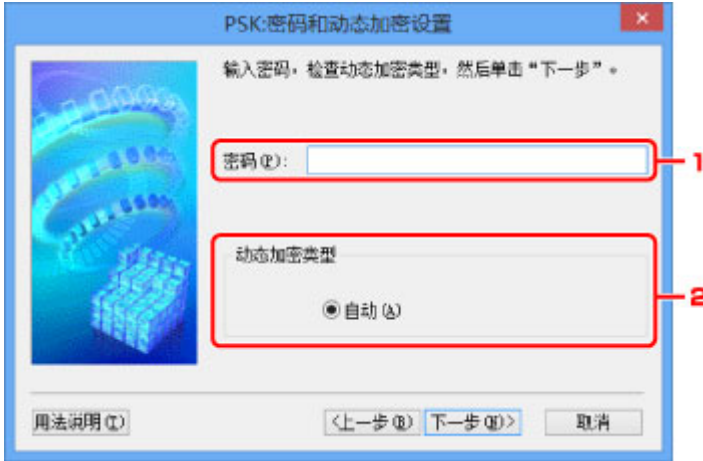 PSK:密码和动态加密设置
输入密码，检查动态加密类型，然后单击“下一步”。
密码(P):
1
动态加密类型
自动(A)
2
用法说明(I) <上一步(B) 下一步(N)> 取消